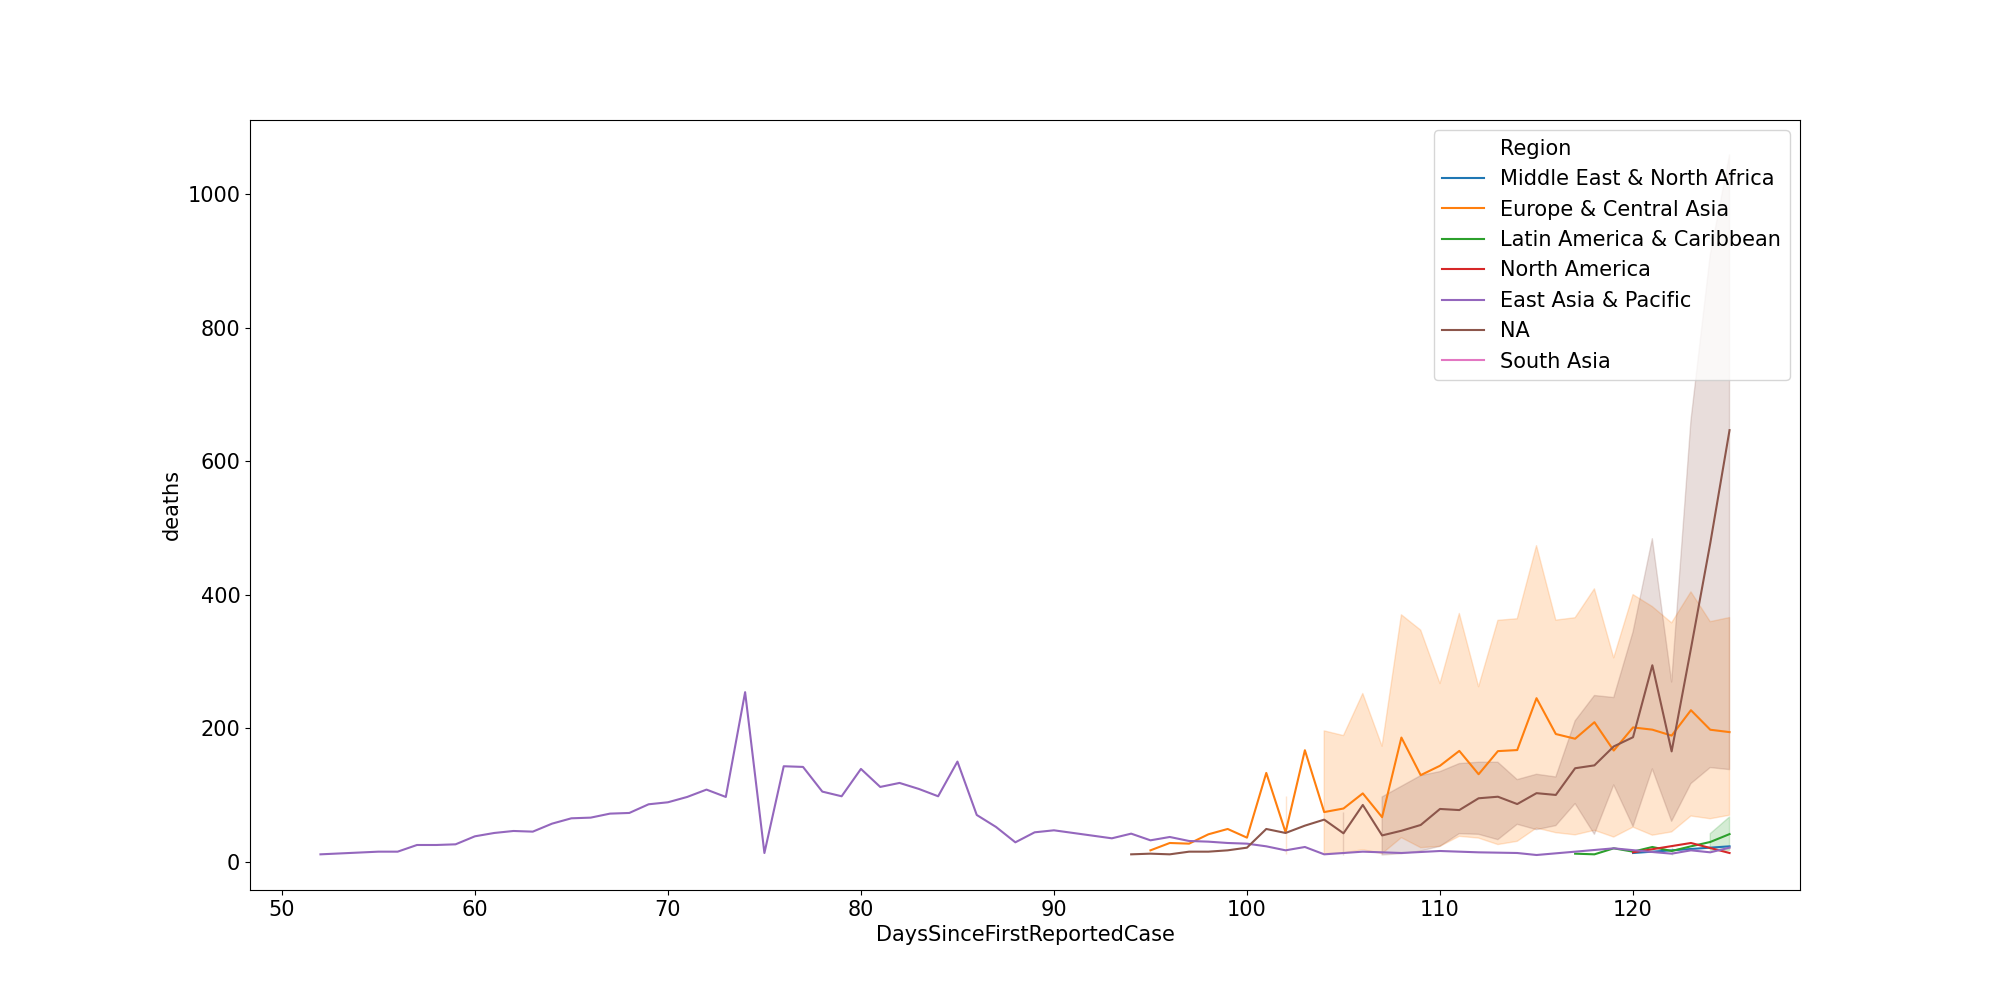 Region
Middle East & North Africa
Europe & Central Asia
Latin America & Caribbean
North America
East Asia & Pacific
NA
South Asia
1000
800
600
400
200
0
deaths
50 60 70 80 90 100 110 120
DaysSinceFirstReportedCase